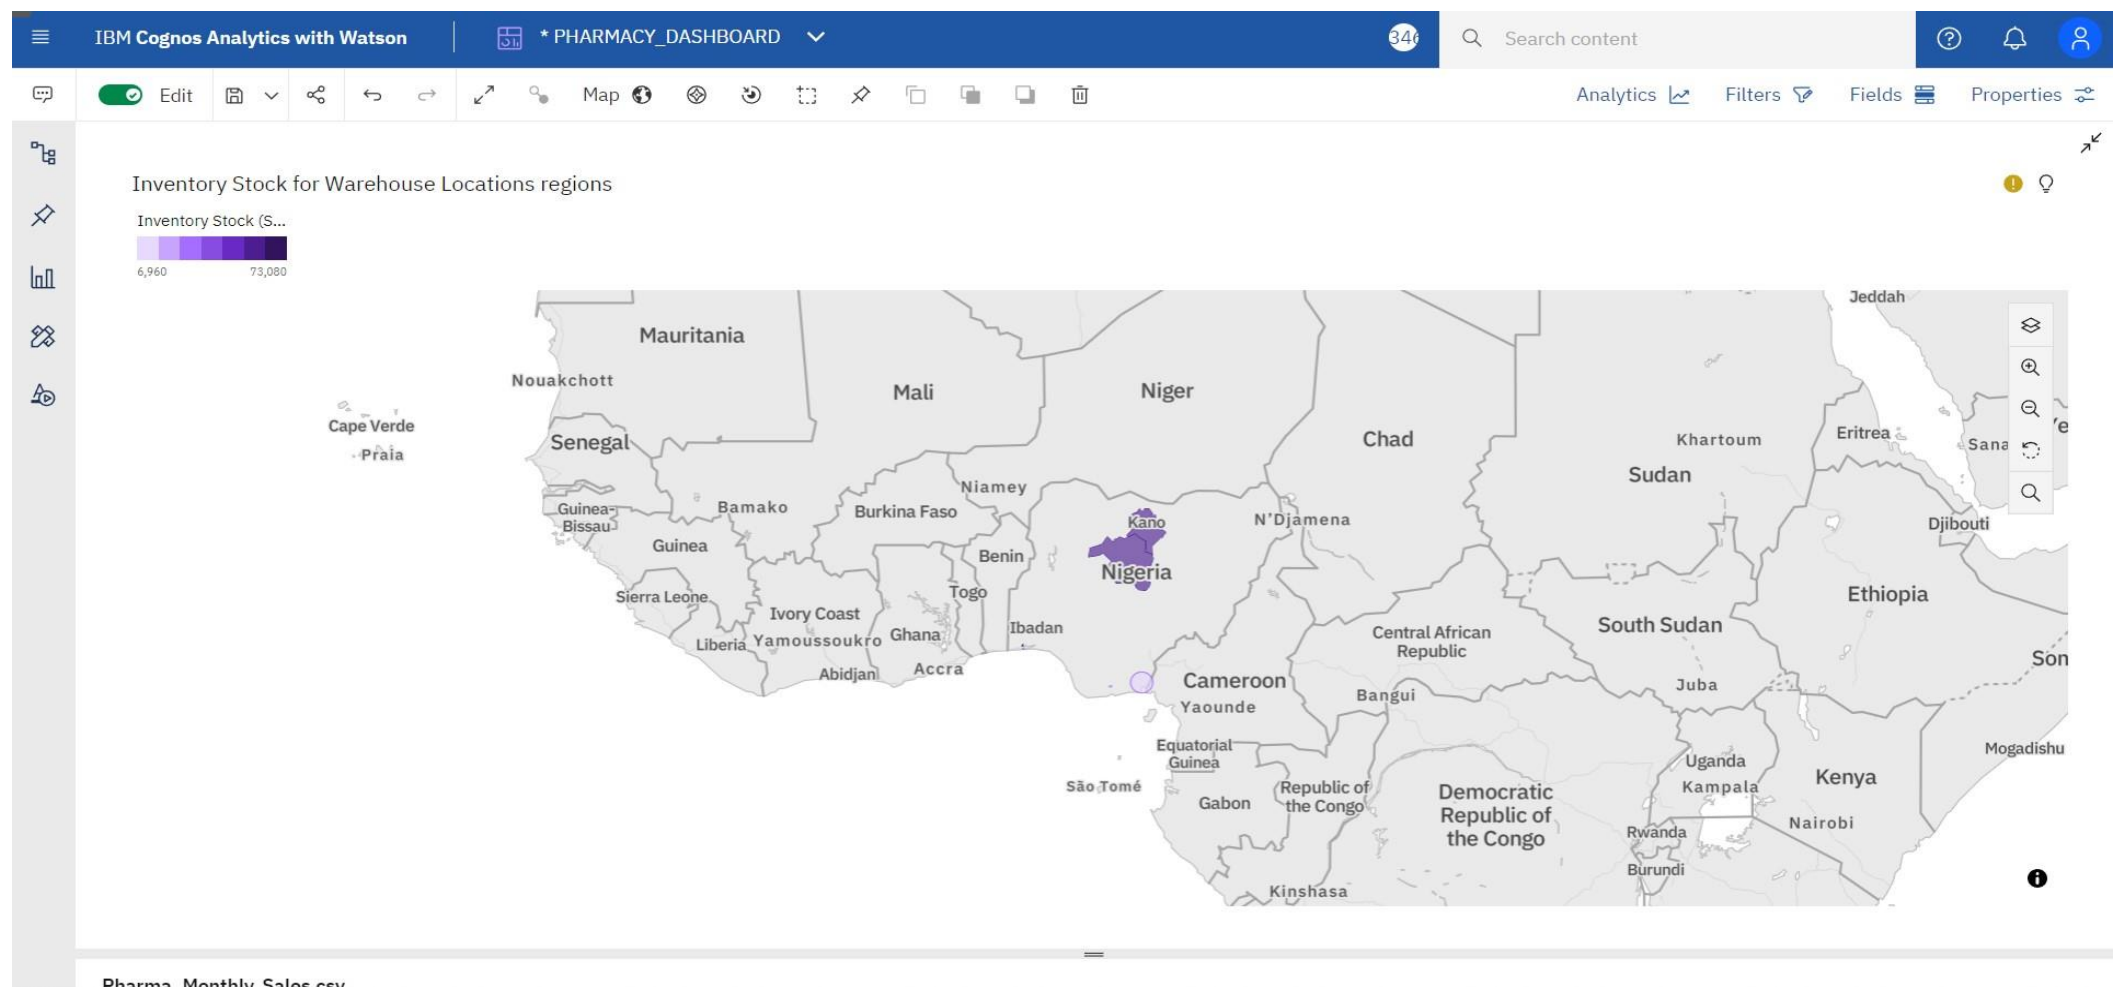 IBM Cognos Analytics with Watson
* PHARMACY_DASHBOARD
346
Search content
Edit
Map
Analytics
Filters
Fields
Properties
Inventory Stock for Warehouse Locations regions
Inventory Stock (S...
6,960
73,080
Jeddah
Mauritania
Nouakchott
Mali
Niger
Cape Verde
Praia
Senegal
Chad
Khartoum
Eritrea
Sana
Sudan
Niamey
Bamako
Burkina Faso
Guinea-
Bissau
Kano
N'Djamena
Djibouti
Guinea
Benin
Nigeria
Sierra Leone
Togo
Ethiopia
Ivory Coast
Ibadan
Ghana
Liberia
Yamoussoukro
Central African
Republic
South Sudan
Son
Abidjan
Accra
Cameroon
Yaounde
Bangui
Juba
Equatorial
Guinea
Uganda
Kampala
Mogadishu
São Tomé
Gabon
Republic of
the Congo
Democratic
Republic of
the Congo
Kenya
Nairobi
Rwanda
Burundi
Kinshasa
Pharma_Monthly_Sales.csv